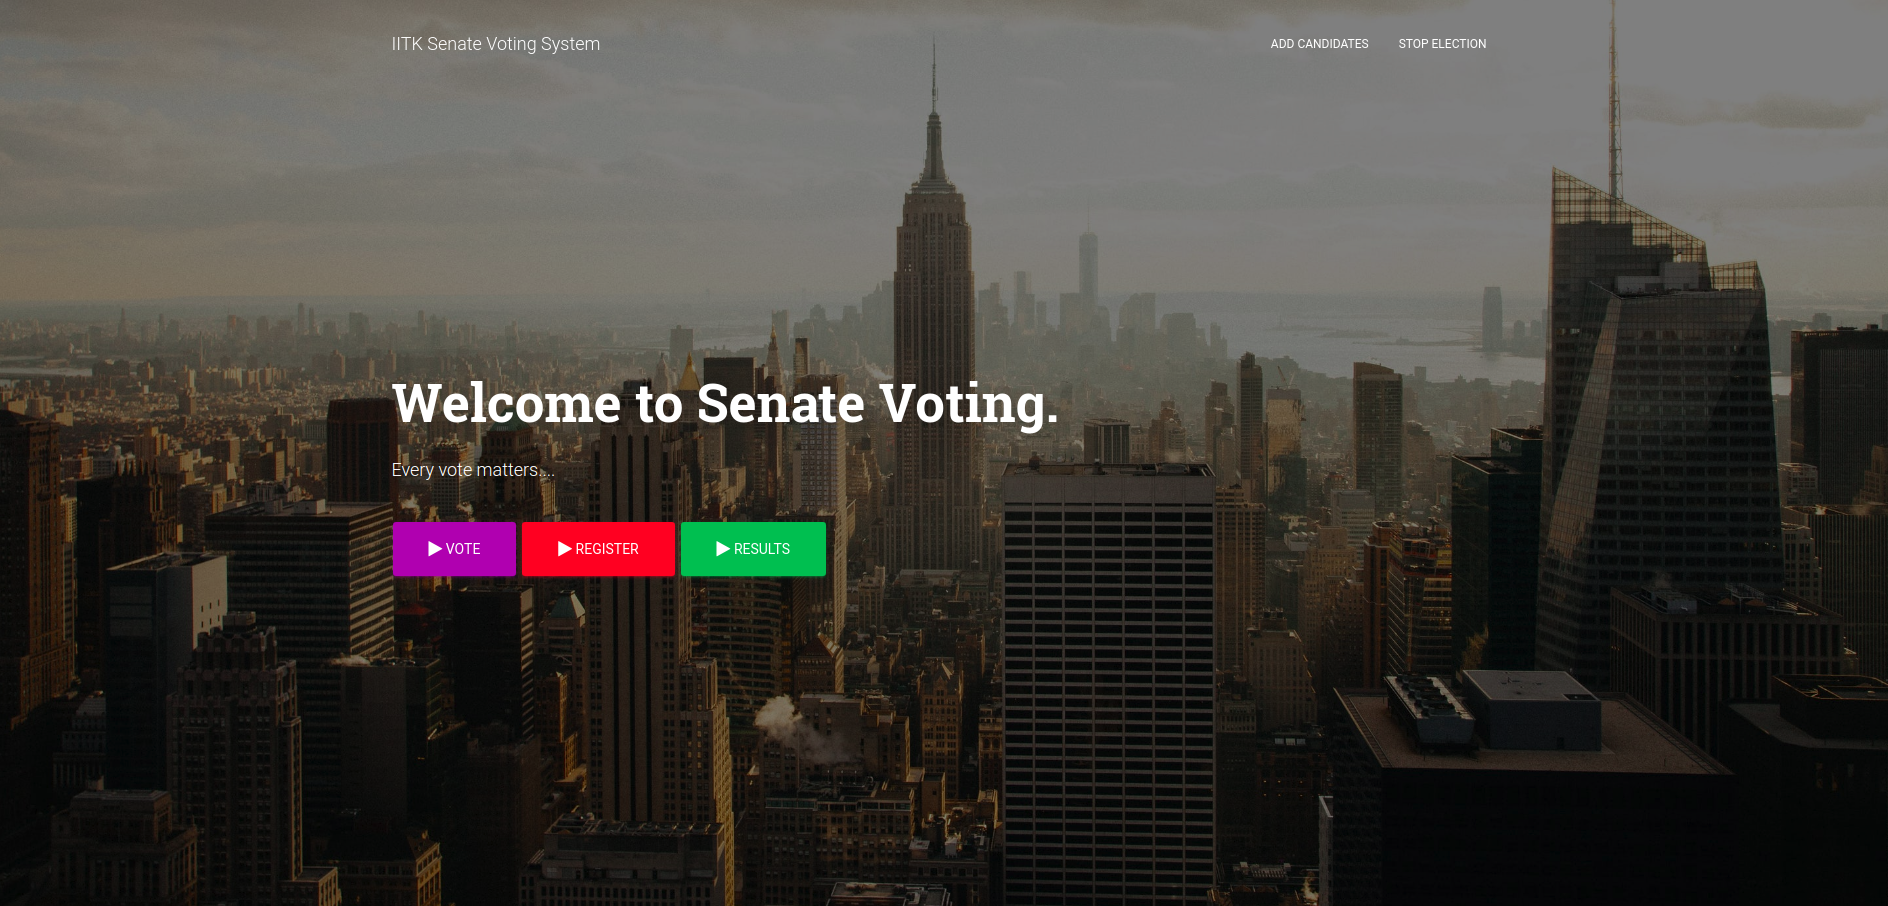 IITK Senate Voting System
ADD CANDIDATES STOP ELECTION
Welcome to Senate Voting.
Every vote matters....
VOTE REGISTER RESULTS